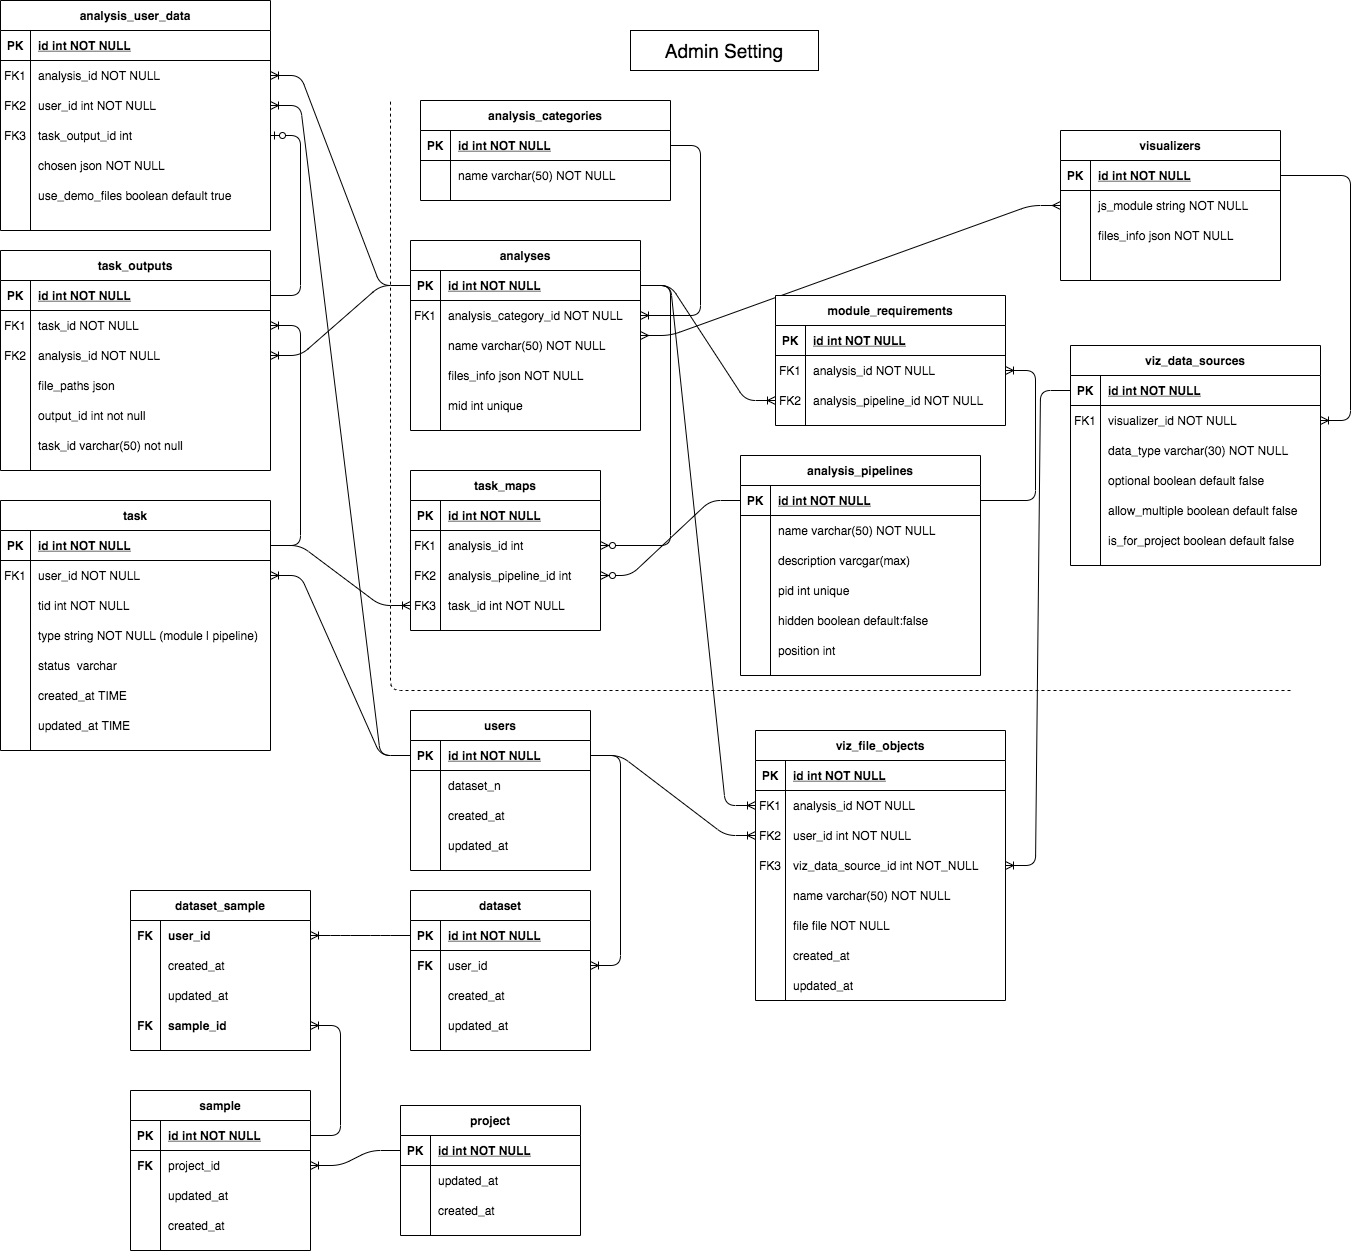 analysis_user_data
PK id int NOT NULL
FK1 analysis_id NOT NULL
FK2 user_id int NOT NULL
FK3 task_output_id int
chosen json NOT NULL
use_demo_files boolean default true
Admin Setting
analysis_categories
PK id int NOT NULL
name varchar(50) NOT NULL
visualizers
PK id int NOT NULL
js_module string NOT NULL
files_info json NOT NULL
task_outputs
PK id int NOT NULL
FK1 task_id NOT NULL
FK2 analysis_id NOT NULL
file_paths json
output_id int not null
task_id varchar(50) not null
analyses
PK id int NOT NULL
FK1 analysis_category_id NOT NULL
name varchar(50) NOT NULL
files_info json NOT NULL
mid int unique
module_requirements
PK id int NOT NULL
FK1 analysis_id NOT NULL
FK2 analysis_pipeline_id NOT NULL
viz_data_sources
PK id int NOT NULL
FK1 visualizer_id NOT NULL
data_type varchar(30) NOT NULL
optional boolean default false
allow_multiple boolean default false
is_for_project boolean default false
task
PK id int NOT NULL
FK1 user_id NOT NULL
tid int NOT NULL
type string NOT NULL (module | pipeline)
status varchar
created_at TIME
updated_at TIME
task_maps
PK id int NOT NULL
FK1 analysis_id int
FK2 analysis_pipeline_id int
FK3 task_id int NOT NULL
analysis_pipelines
PK id int NOT NULL
name varchar(50) NOT NULL
description varcgar(max)
pid int unique
hidden boolean default:false
position int
users
PK id int NOT NULL
dataset_n
created_at
updated_at
viz_file_objects
PK id int NOT NULL
FK1 analysis_id NOT NULL
FK2 user_id int NOT NULL
FK3 viz_data_source_id int NOT_NULL
name varchar(50) NOT NULL
file file NOT NULL
created_at
updated_at
dataset_sample
FK user_id
created_at
updated_at
FK sample_id
dataset
PK id int NOT NULL
FK user_id
created_at
updated_at
sample
PK id int NOT NULL
FK project_id
updated_at
created_at
project
PK id int NOT NULL
updated_at
created_at